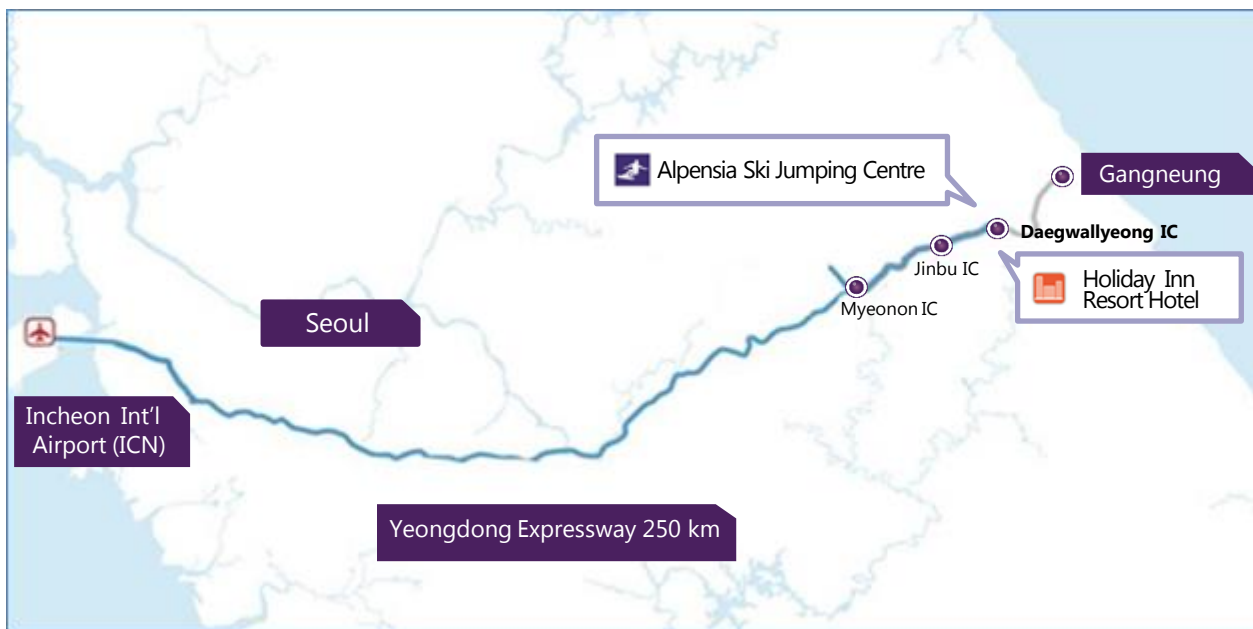 Alpensia Ski Jumping Centre
Gangneung
Daegwallyeong IC
Jinbu IC
Holiday Inn
Resort Hotel
Myeonon IC
Seoul
Incheon Int’l
Airport (ICN)
Yeongdong Expressway 250 km